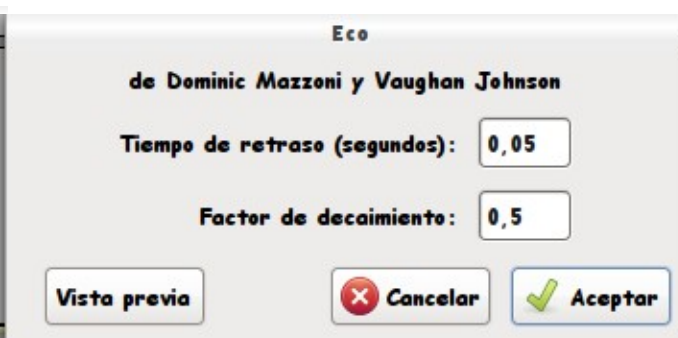 Eco
de Dominic Mazzoni y Vaughan Johnson
Tiempo de retraso (segundos): 0,05
Factor de decaimiento: 0,5
Vista previa Cancelar Aceptar